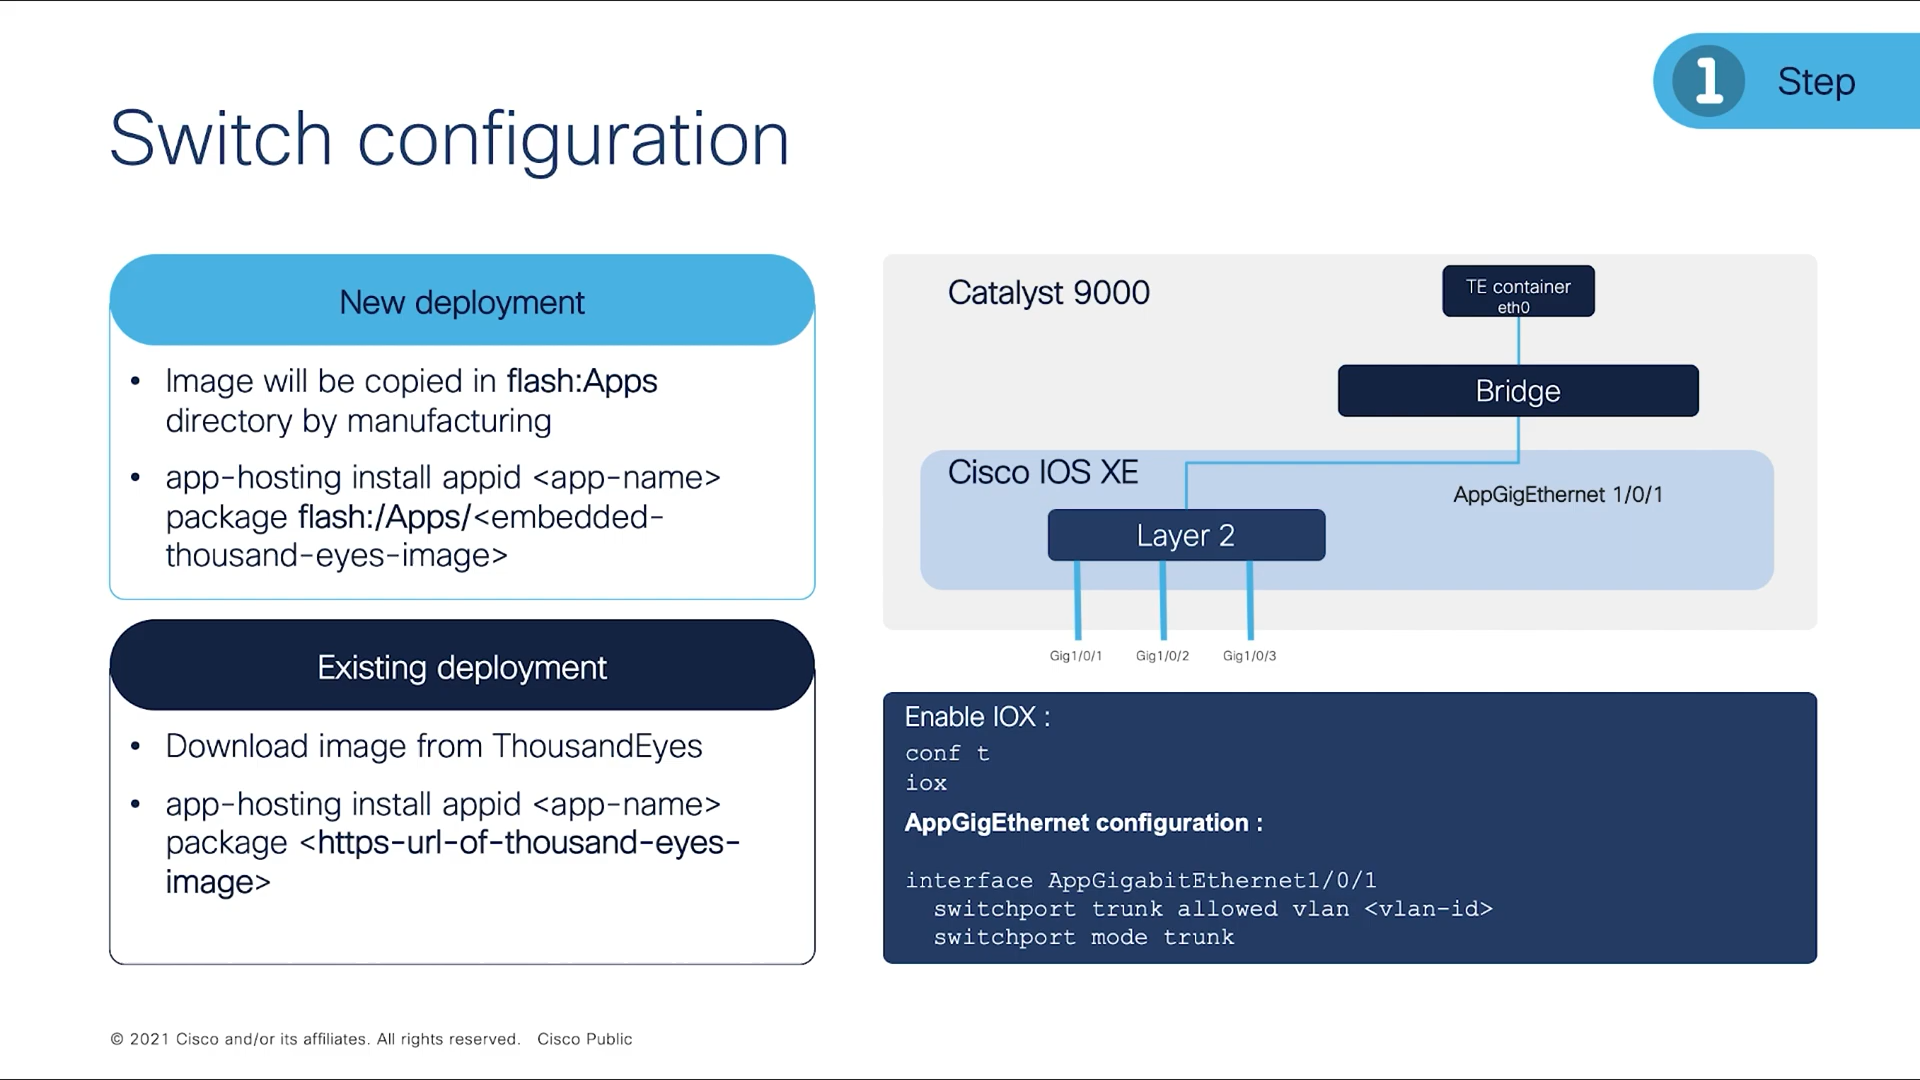 1 Step
Switch configuration
New deployment
• Image will be copied in flash:Apps
directory by manufacturing
• app-hosting install appid <app-name>
package flash:/Apps/<embedded-
thousand-eyes-image>
Existing deployment
• Download image from ThousandEyes
• app-hosting install appid <app-name>
package <https-url-of-thousand-eyes-
image>
Catalyst 9000
TE container
eth0
Bridge
Cisco IOS XE
AppGigEthernet 1/0/1
Layer 2
Gig1/0/1 Gig1/0/2 Gig1/0/3
Enable IOX :
conf t
iox
AppGigEthernet configuration :
interface AppGigabitEthernet1/0/1
switchport trunk allowed vlan <vlan-id>
switchport mode trunk
© 2021 Cisco and/or its affiliates. All rights reserved. Cisco Public